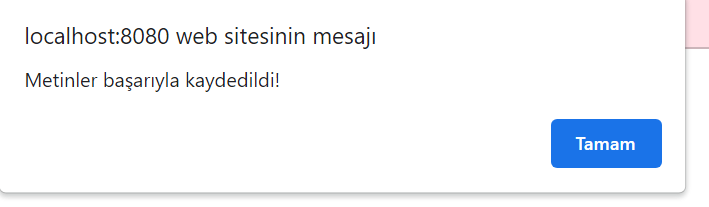 localhost:8080 web sitesinin mesajı
Metinler başarıyla kaydedildi!
Tamam